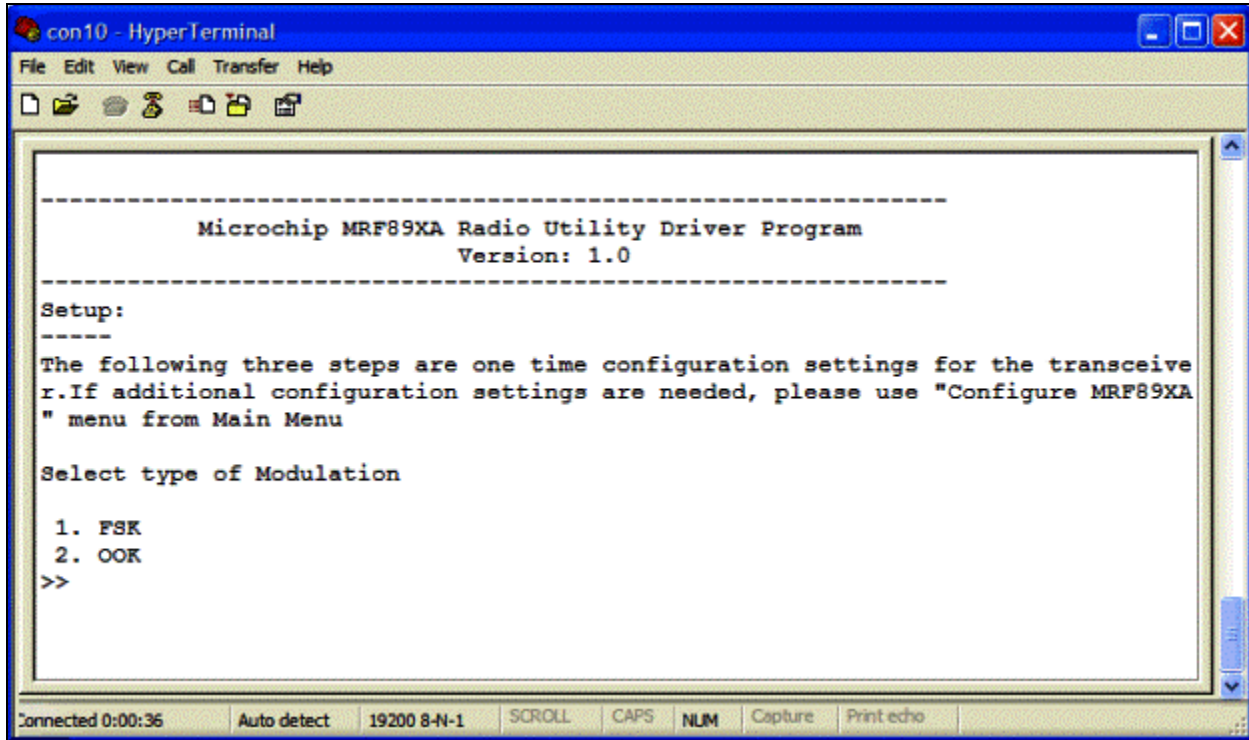 con10 - HyperTerminal
File Edit View Call Transfer Help
---------------------------------------------------------------
Microchip MRF89XA Radio Utility Driver Program
Version: 1.0
---------------------------------------------------------------
Setup:
-----
The following three steps are one time configuration settings for the transceive
r.If additional configuration settings are needed, please use "Configure MRF89XA
" menu from Main Menu
Select type of Modulation
1. FSK
2. OOK
>>
Connected 0:00:36 Auto detect 19200 8-N-1 SCROLL CAPS NUM Capture Print echo